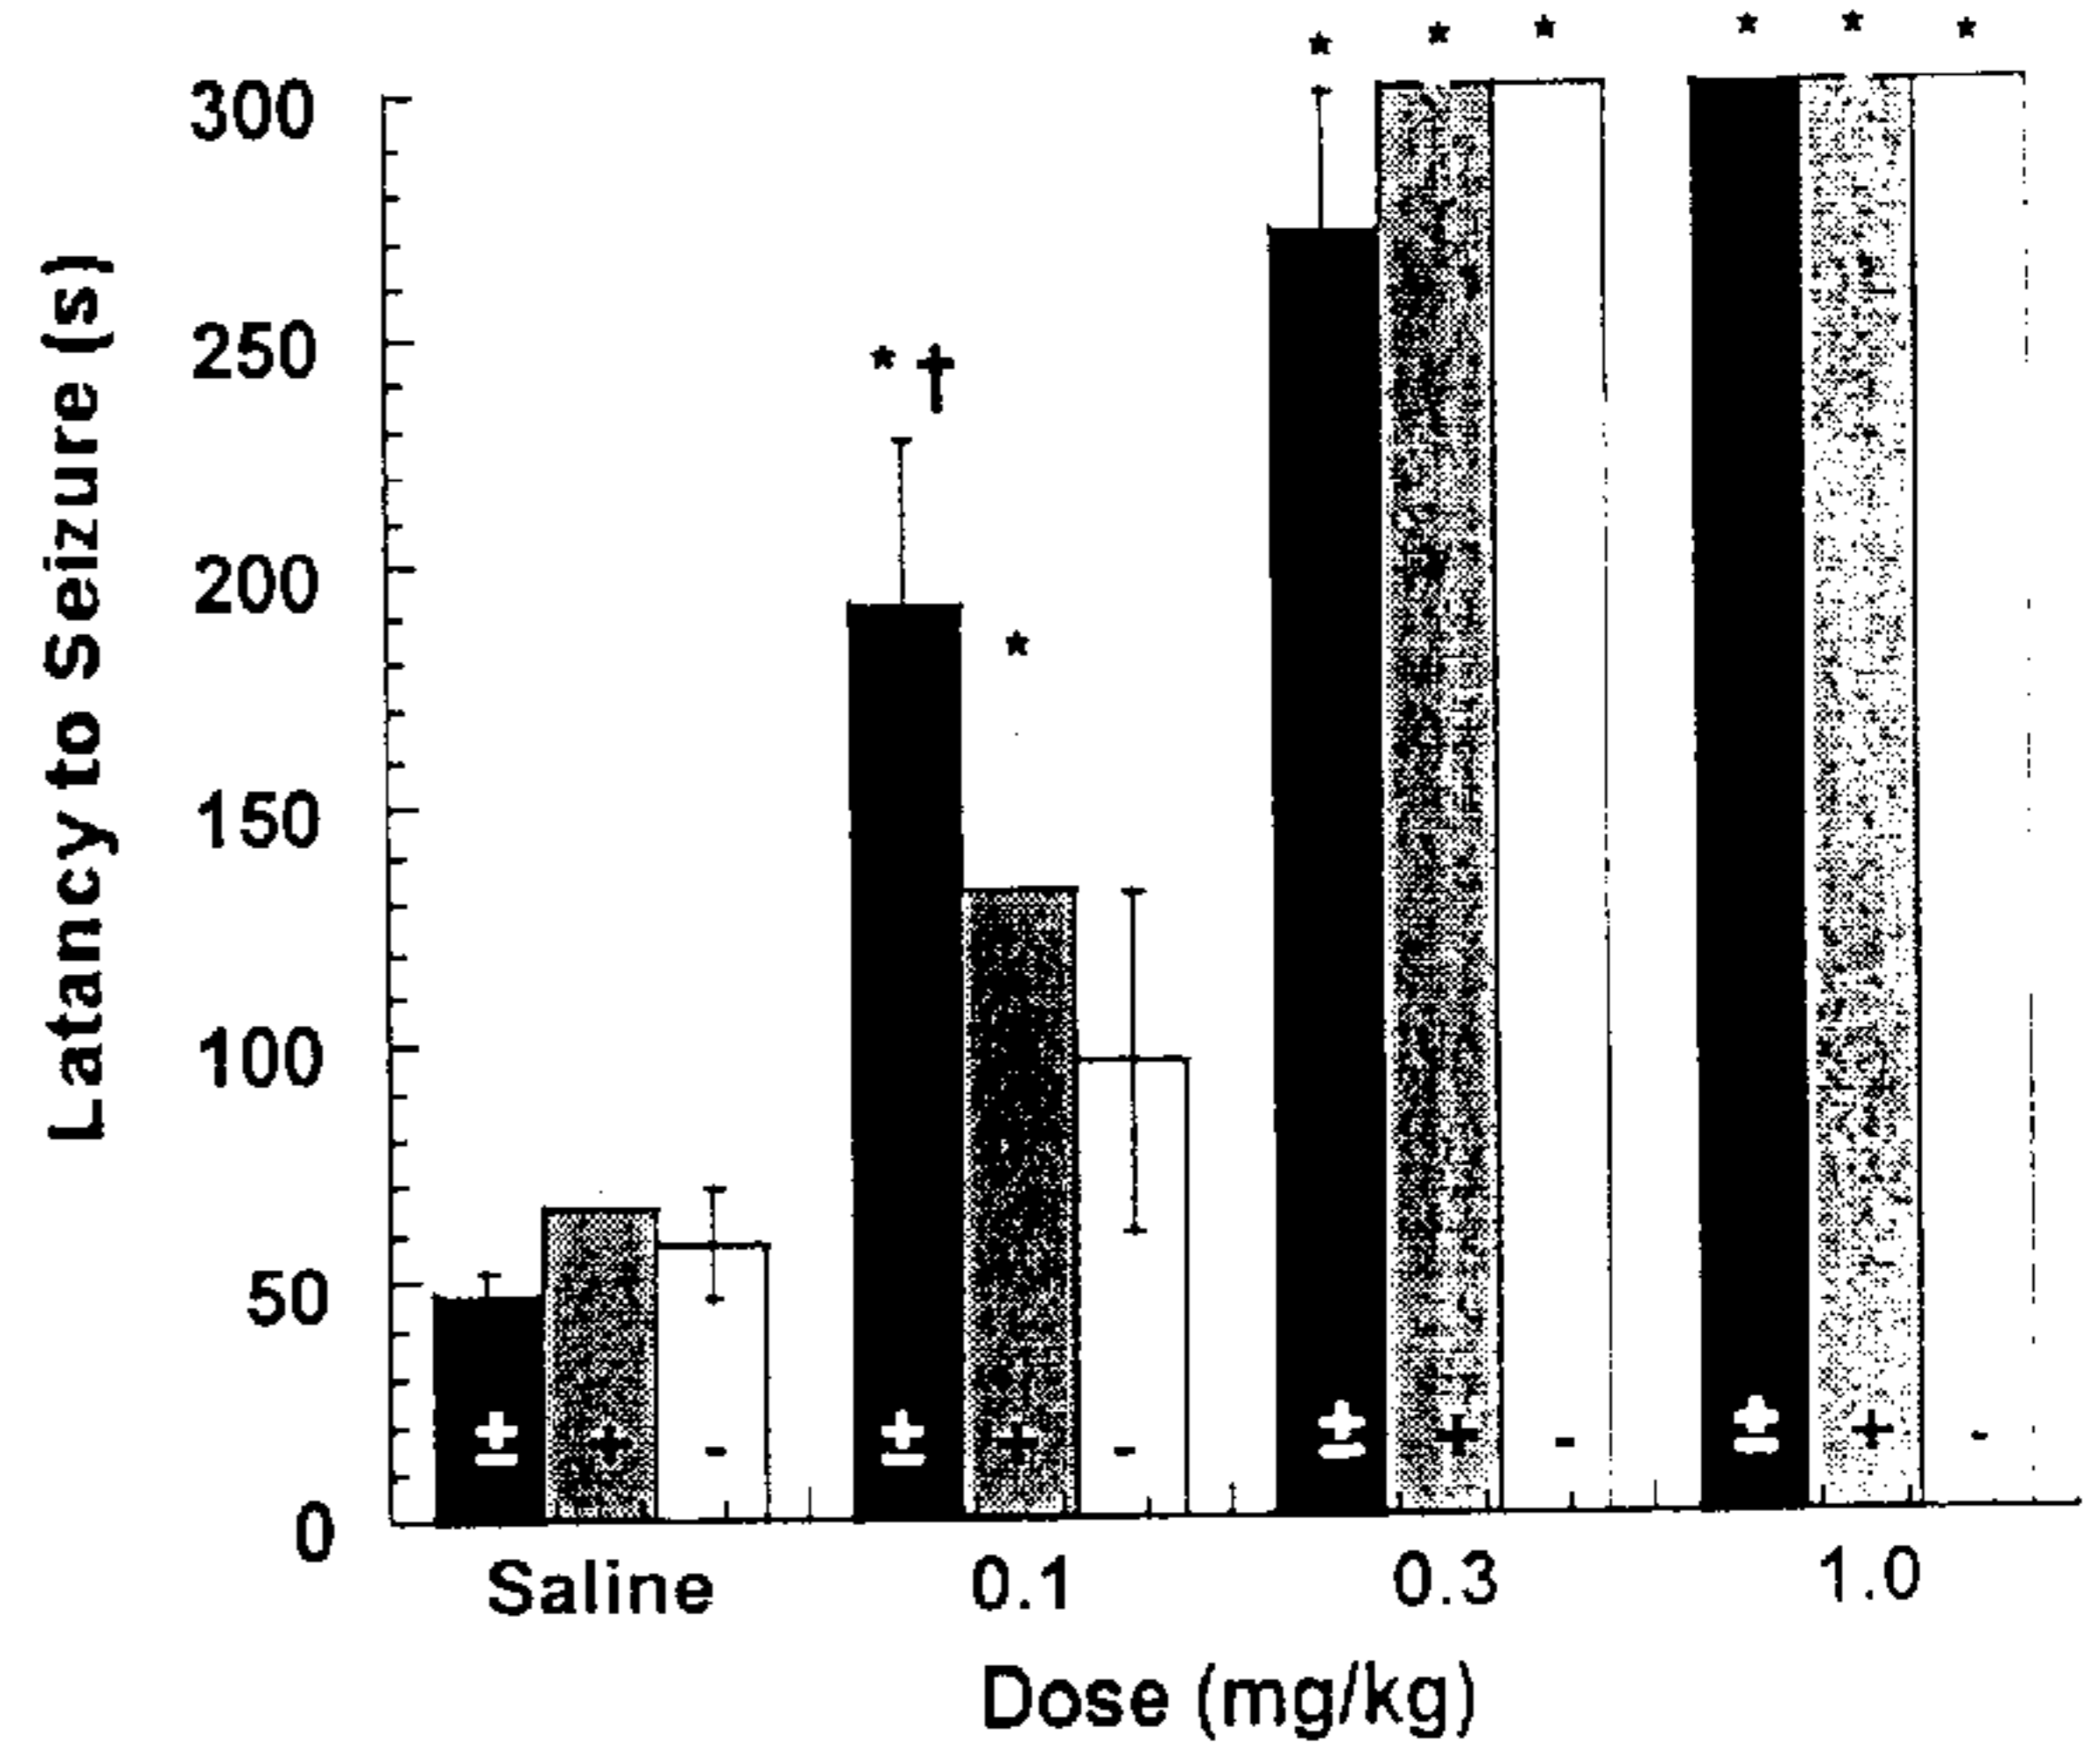 * * * * * *
300
250
* †
200
*
150
100
50
± + - ± + - ± + - ± + -
0
Saline 0.1 0.3 1.0
Dose (mg/kg)
Latancy to Seizure (s)